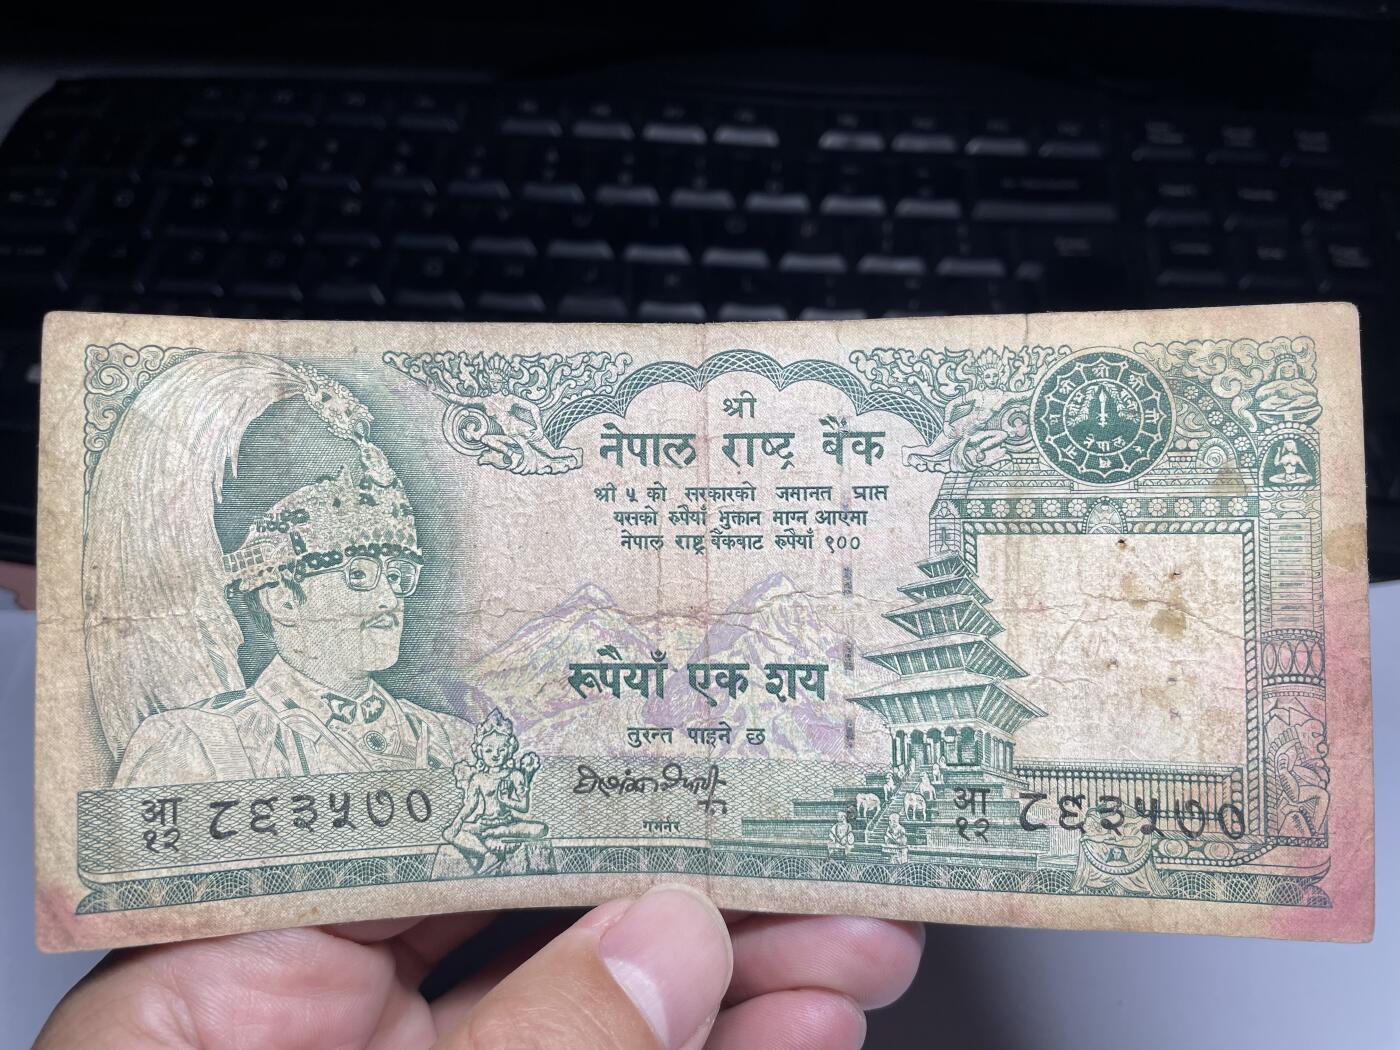 श्री
नेपाल राष्ट्र बैंक
श्री ५ को सरकारको जमानत प्राप्त
यसको रुपैयाँ भुक्तान माग्न आएमा
नेपाल राष्ट्र बैंकबाट रुपैयाँ १००
रूपैयाँ एक शय
तुरन्त पाइने छ
गभर्नर
आ
१२
८६३५७०
आ
१२
८६३५७०
नेपाल